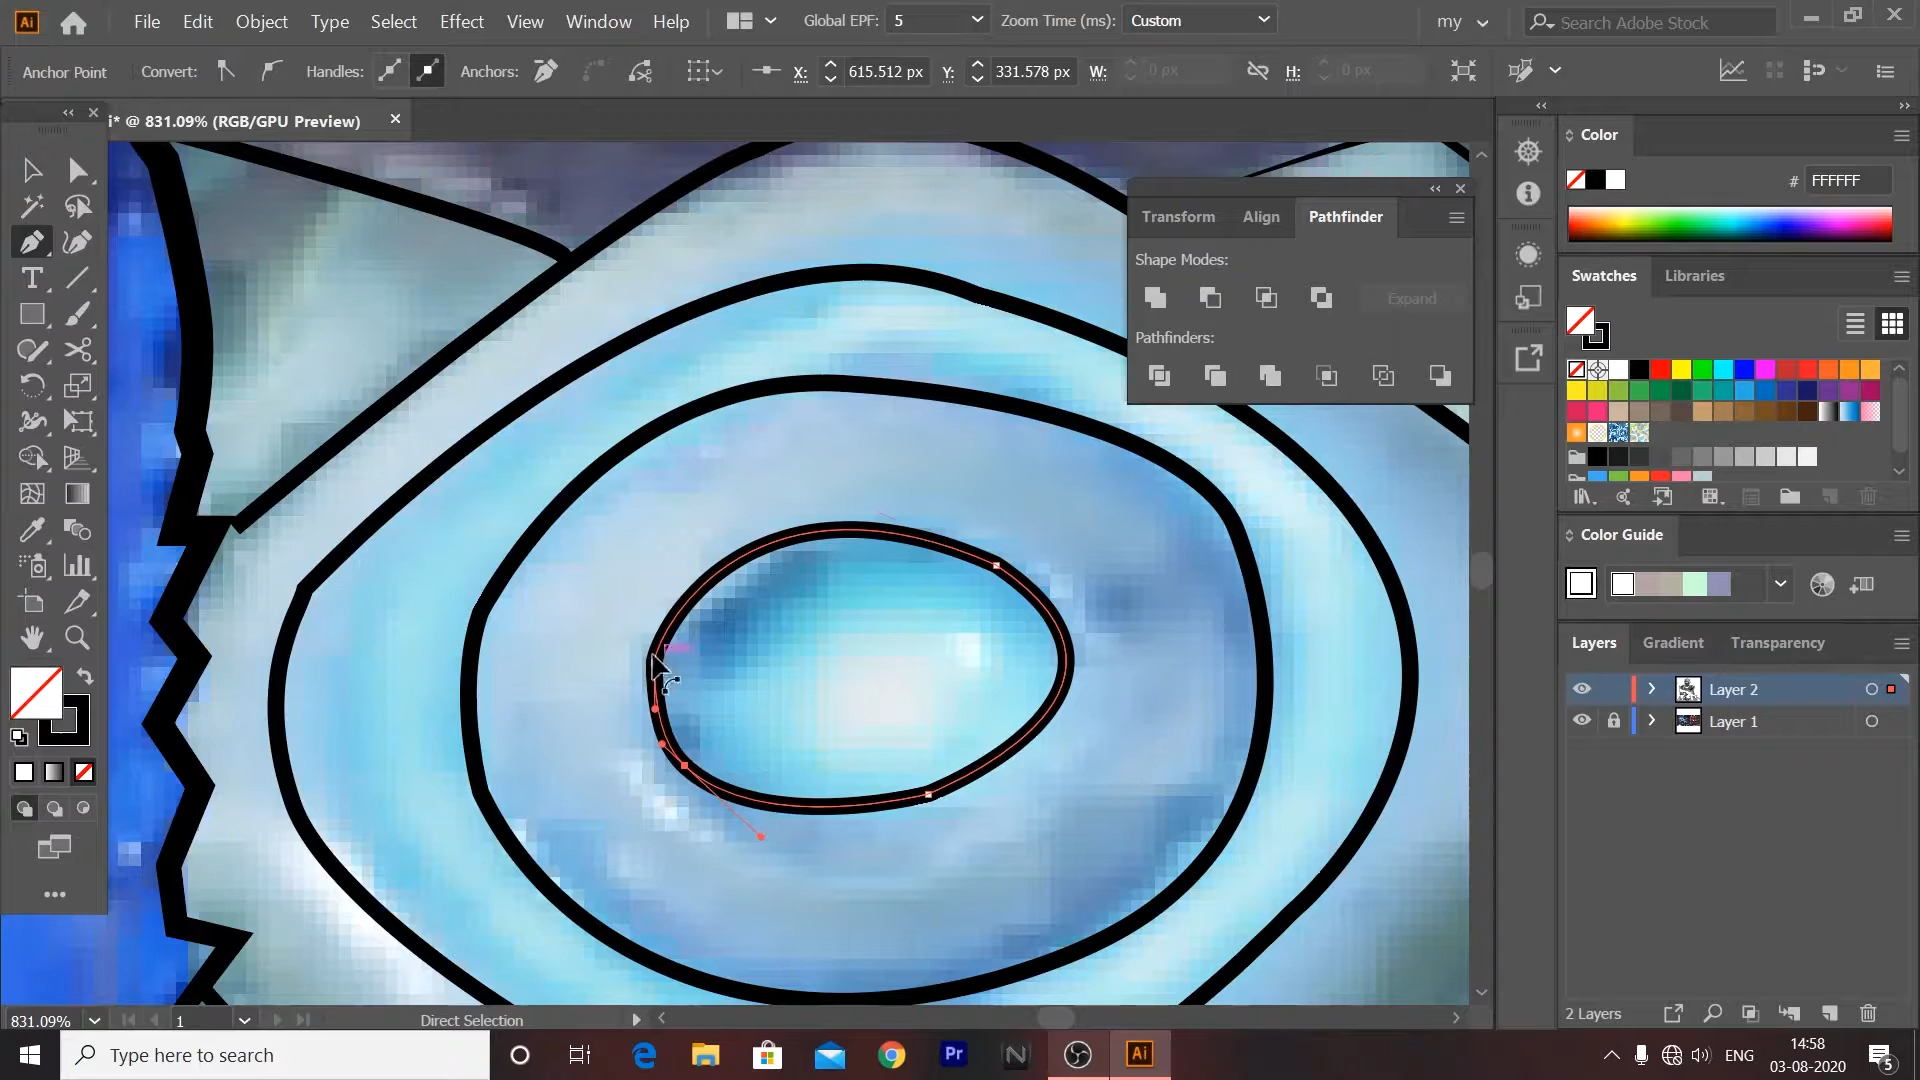 Ai File Edit Object Type Select Effect View Window Help Global EPF: 5 Zoom Time (ms): Custom my Search Adobe Stock
Anchor Point Convert: Handles: Anchors: X: 615.512 px Y: 331.578 px W: 0 px H: 0 px
i* @ 831.09% (RGB/GPU Preview)
Color
# FFFFFF
Transform Align Pathfinder
Shape Modes:
Expand
Pathfinders:
Swatches Libraries
Color Guide
Layers Gradient Transparency
Layer 2
Layer 1
2 Layers
831.09% 1 Direct Selection
Type here to search
Pr
Ai
ENG
14:58
03-08-2020
5